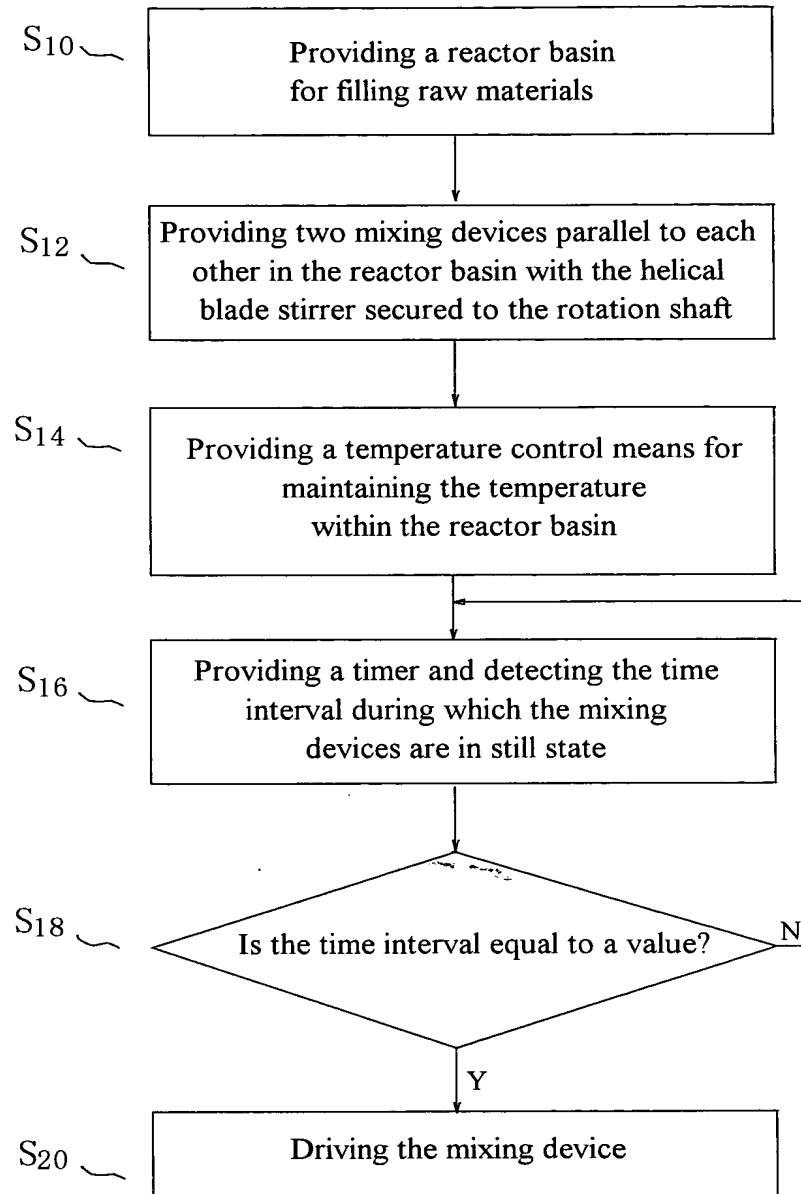 S10
Providing a reactor basin
for filling raw materials
S12
Providing two mixing devices parallel to each
other in the reactor basin with the helical
blade stirrer secured to the rotation shaft
S14
Providing a temperature control means for
maintaining the temperature
within the reactor basin
S16
Providing a timer and detecting the time
interval during which the mixing
devices are in still state
S18
Is the time interval equal to a value?
N
Y
S20
Driving the mixing device